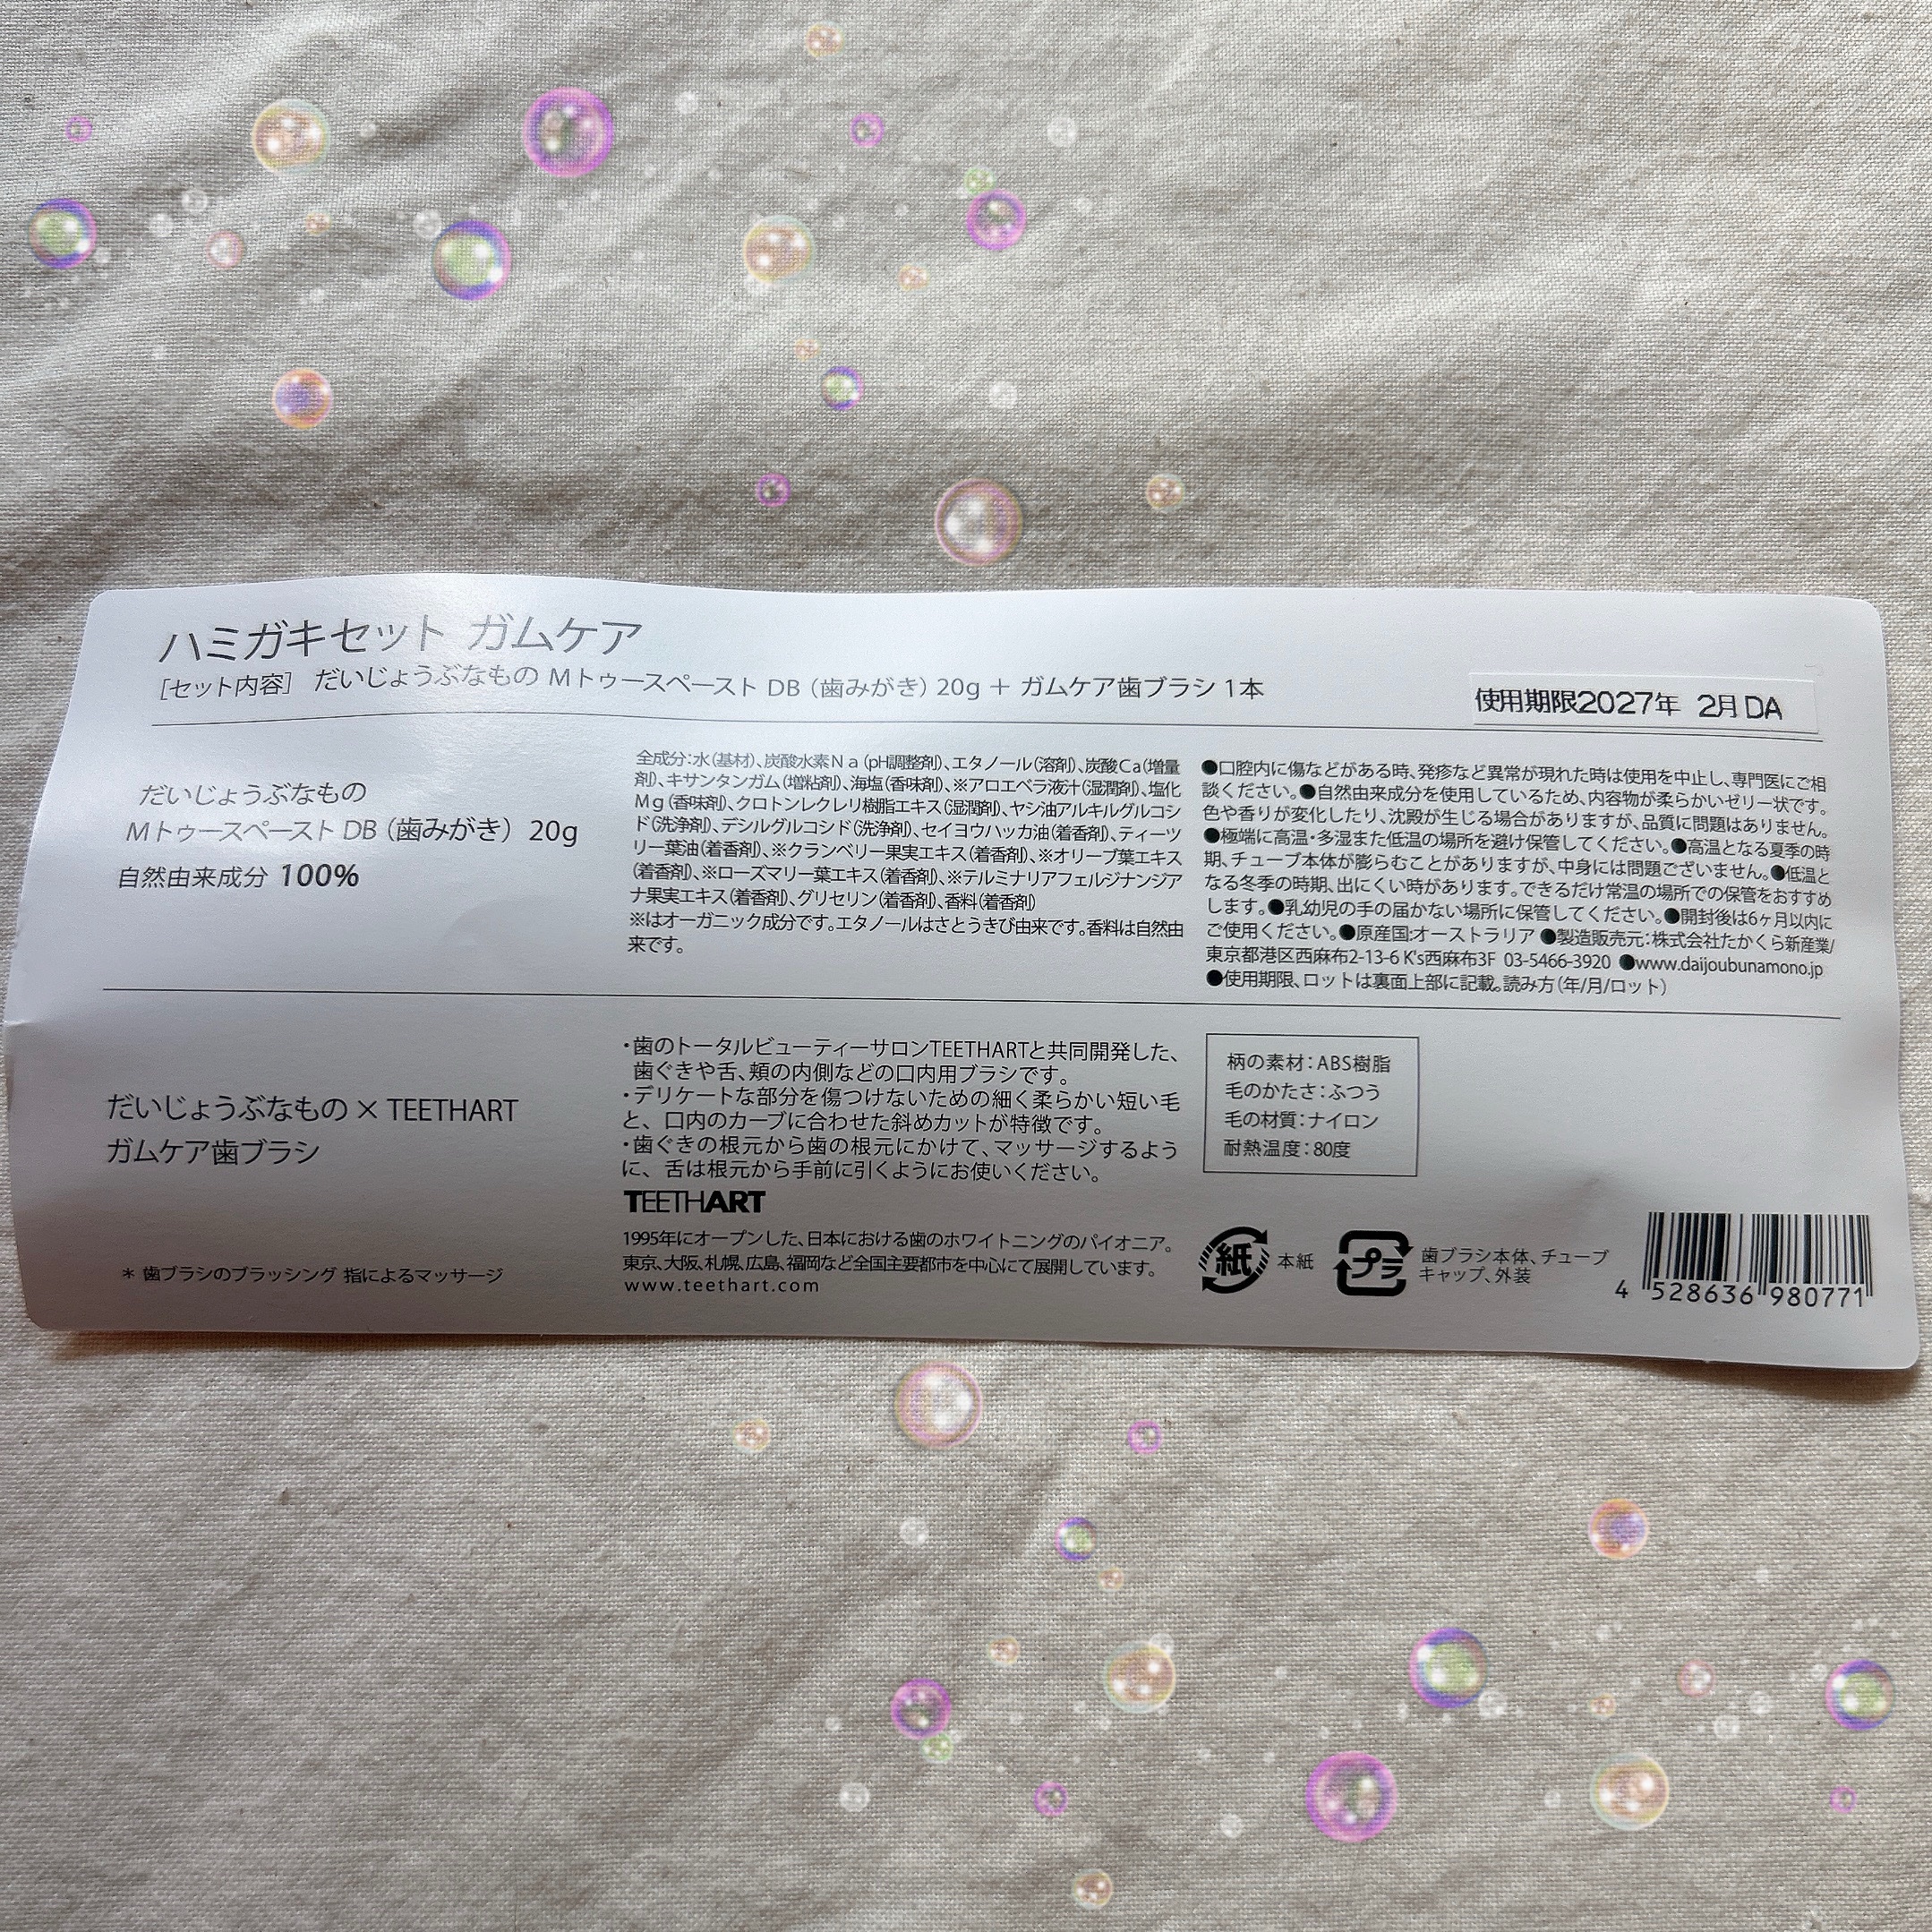 ハミガキセット ガムケア
[セット内容] だいじょうぶなもの Mトゥースペースト DB（歯みがき）20g ＋ ガムケア歯ブラシ 1本
使用期限2027年 2月 DA
だいじょうぶなもの
Mトゥースペースト DB（歯みがき）20g
自然由来成分 100%
全成分：水（基材）、炭酸水素Ｎａ（pH調整剤）、エタノール（溶剤）、炭酸Ca（増量
剤）、キサンタンガム（増粘剤）、海塩（香味剤）、※アロエベラ液汁（湿潤剤）、塩化
Ｍｇ（香味剤）、クロトンレクレリ樹脂エキス（湿潤剤）、ヤシ油アルキルグルコシ
ド（洗浄剤）、デシルグルコシド（洗浄剤）、セイヨウハッカ油（着香剤）、ティーツ
リー葉油（着香剤）、※クランベリー果実エキス（着香剤）、※オリーブ葉エキス
（着香剤）、※ローズマリー葉エキス（着香剤）、※テルミナリアフェルジナンジア
ナ果実エキス（着香剤）、グリセリン（着香剤）、香料（着香剤）
※はオーガニック成分です。エタノールはさとうきび由来です。香料は自然由
来です。
●口腔内に傷などがある時、発疹など異常が現れた時は使用を中止し、専門医にご相
談ください。●自然由来成分を使用しているため、内容物が柔らかいゼリー状です。
色や香りが変化したり、沈殿が生じる場合がありますが、品質に問題はありません。
●極端に高温・多湿また低温の場所を避け保管してください。●高温となる夏季の時
期、チューブ本体が膨らむことがありますが、中身には問題ございません。●低温と
なる冬季の時期、出にくい時があります。できるだけ常温の場所での保管をおすすめ
します。●乳幼児の手の届かない場所に保管してください。●開封後は6ヶ月以内に
ご使用ください。●原産国：オーストラリア ●製造販売元：株式会社たかくら新産業/
東京都港区西麻布2-13-6 K's西麻布3F 03-5466-3920 ●www.daijoubunamono.jp
●使用期限、ロットは裏面上部に記載。読み方（年/月/ロット）
だいじょうぶなもの × TEETHART
ガムケア歯ブラシ
＊ 歯ブラシのブラッシング 指によるマッサージ
・歯のトータルビューティーサロンTEETHARTと共同開発した、
歯ぐきや舌、頬の内側などの口内用ブラシです。
・デリケートな部分を傷つけないための細く柔らかい短い毛
と、口内のカーブに合わせた斜めカットが特徴です。
・歯ぐきの根元から歯の根元にかけて、マッサージするよう
に、舌は根元から手前に引くようにお使いください。
TEETHART
1995年にオープンした、日本における歯のホワイトニングのパイオニア。
東京、大阪、札幌、広島、福岡など全国主要都市を中心にて展開しています。
www.teethart.com
柄の素材：ABS樹脂
毛のかたさ：ふつう
毛の材質：ナイロン
耐熱温度：80度
紙 本紙
プラ 歯ブラシ本体、チューブ
キャップ、外装
4 528636 980771